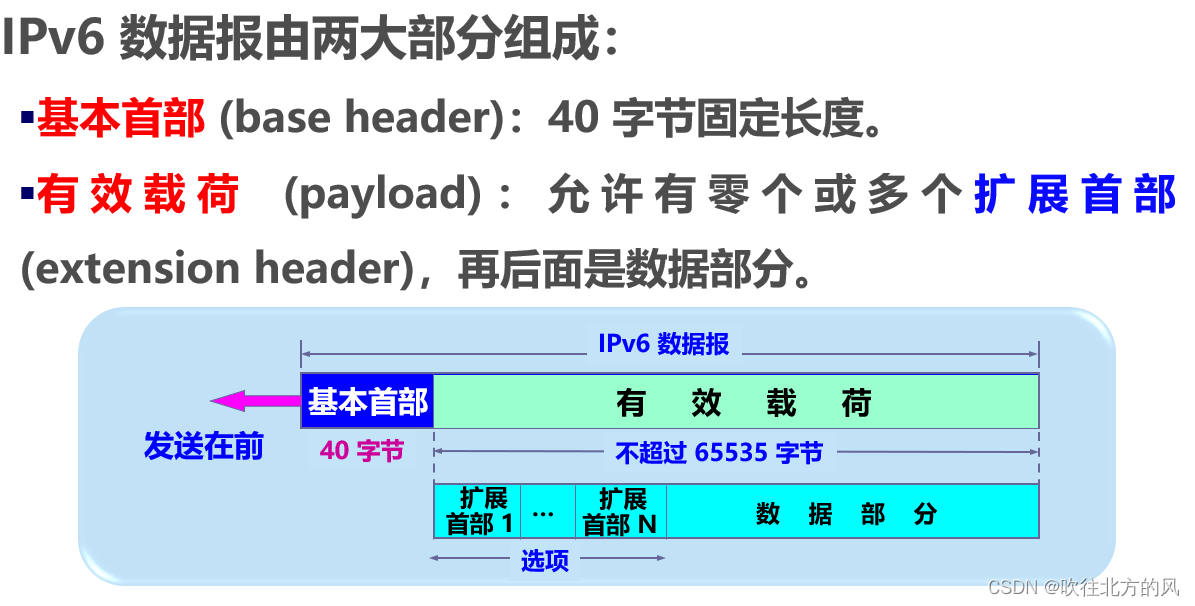 IPv6 数据报由两大部分组成：
▪基本首部 (base header)：40 字节固定长度。
▪有效载荷 (payload)：允许有零个或多个扩展首部
(extension header)，再后面是数据部分。
IPv6 数据报
基本首部 有效载荷
发送在前
40 字节 不超过 65535 字节
扩展
首部 1
…
扩展
首部 N
数据部分
选项
CSDN @吹往北方的风